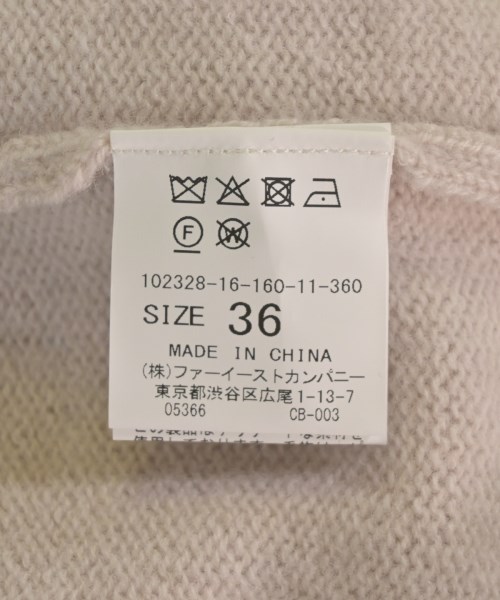 F W
102328-16-160-11-360
SIZE 36
MADE IN CHINA
(株)ファーイーストカンパニー
東京都渋谷区広尾1-13-7
05366 CB-003